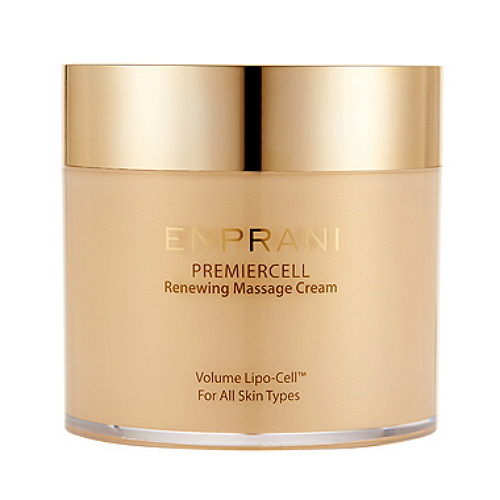 ENPRANI
PREMIERCELL
Renewing Massage Cream
Volume Lipo-Cell™
For All Skin Types